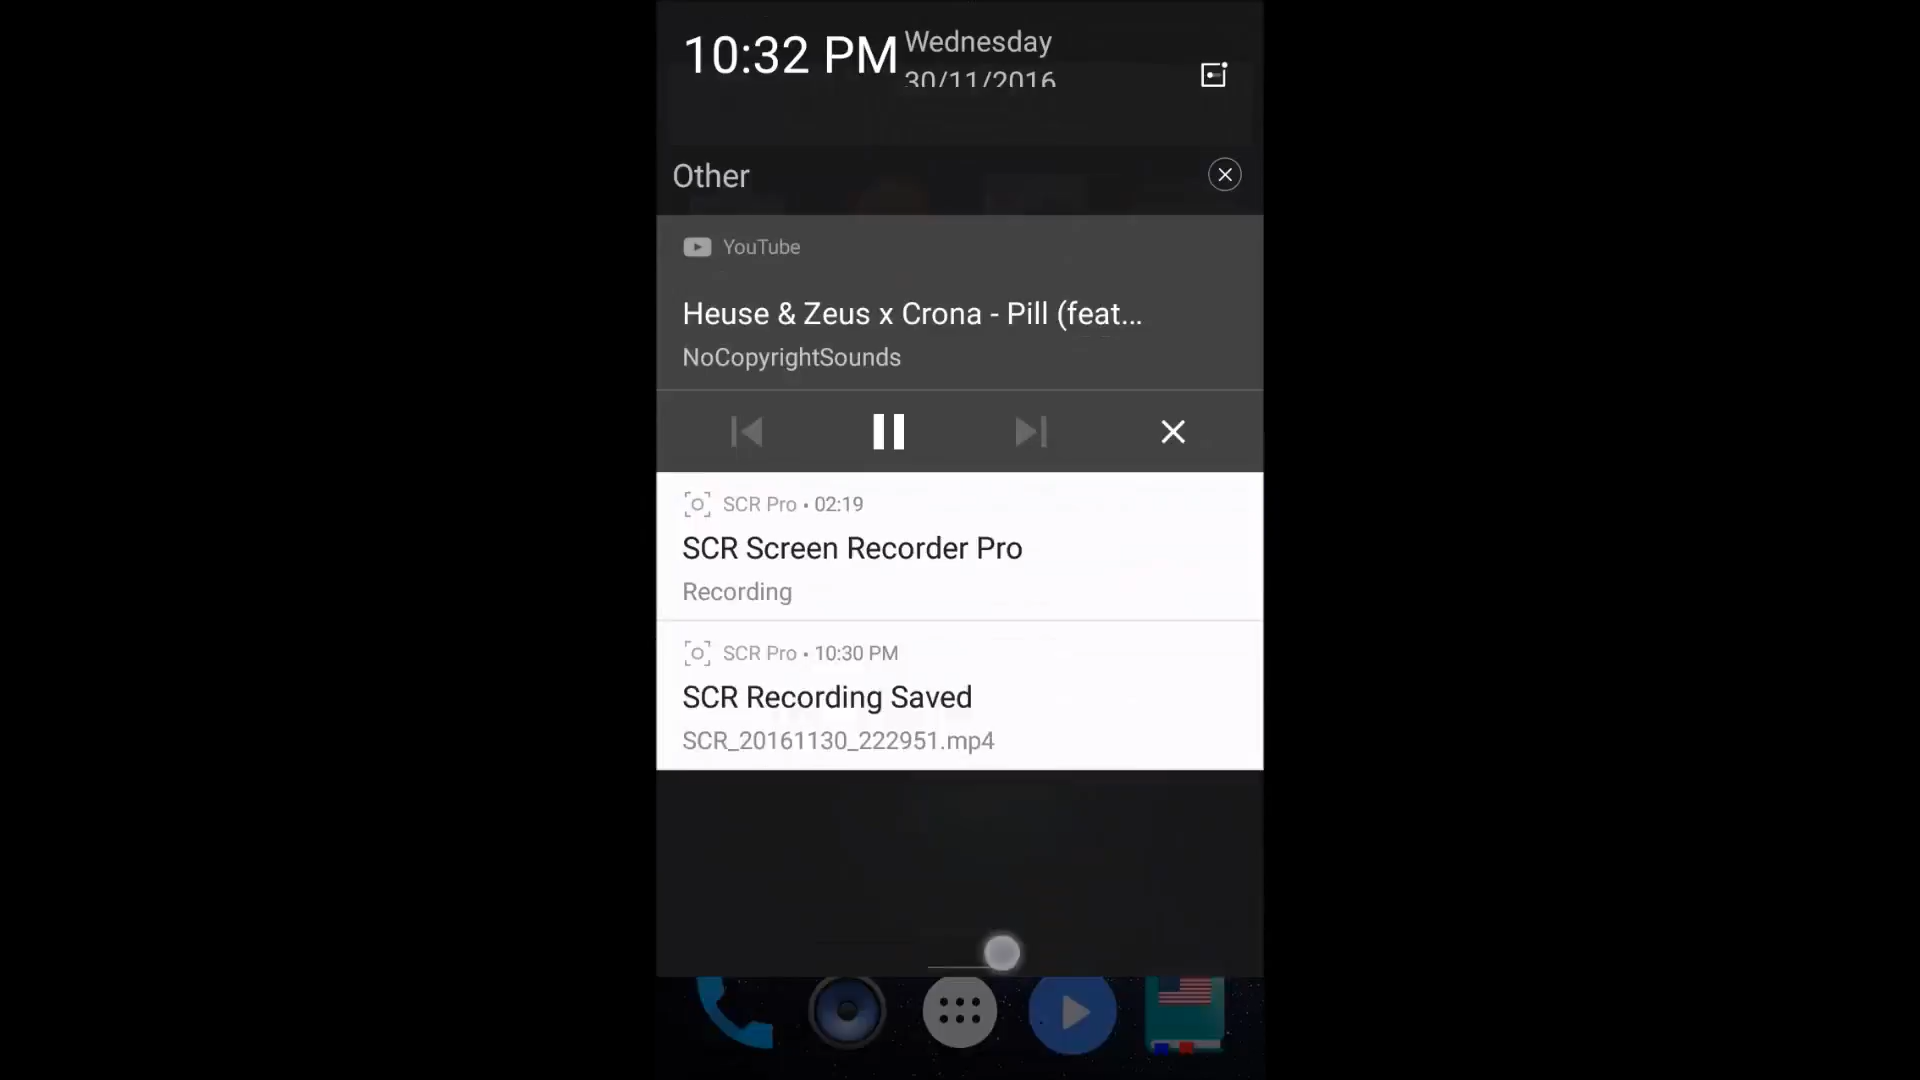 10:32 PM
Wednesday
30/11/2016
Other
YouTube
Heuse & Zeus x Crona - Pill (feat...
NoCopyrightSounds
SCR Pro • 02:19
SCR Screen Recorder Pro
Recording
SCR Pro • 10:30 PM
SCR Recording Saved
SCR_20161130_222951.mp4